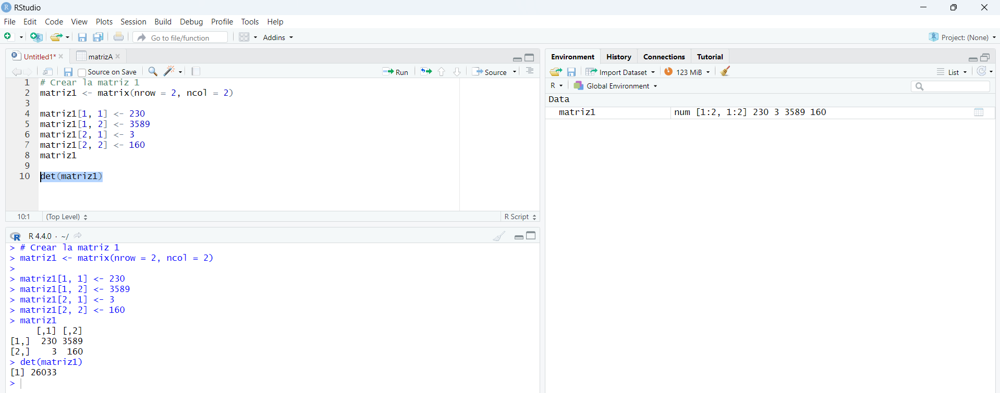 RStudio
File Edit Code View Plots Session Build Debug Profile Tools Help
Go to file/function Addins Project: (None)
Untitled1* matrizA
Source on Save Run Source
1 # Crear la matriz 1
2 matriz1 <- matrix(nrow = 2, ncol = 2)
3
4 matriz1[1, 1] <- 230
5 matriz1[1, 2] <- 3589
6 matriz1[2, 1] <- 3
7 matriz1[2, 2] <- 160
8 matriz1
9
10 det(matriz1)
10:1 (Top Level) R Script
R R 4.4.0 · ~/
> # Crear la matriz 1
> matriz1 <- matrix(nrow = 2, ncol = 2)
>
> matriz1[1, 1] <- 230
> matriz1[1, 2] <- 3589
> matriz1[2, 1] <- 3
> matriz1[2, 2] <- 160
> matriz1
[,1] [,2]
[1,] 230 3589
[2,] 3 160
> det(matriz1)
[1] 26033
>
Environment History Connections Tutorial
Import Dataset 123 MiB List
R Global Environment
Data
matriz1 num [1:2, 1:2] 230 3 3589 160